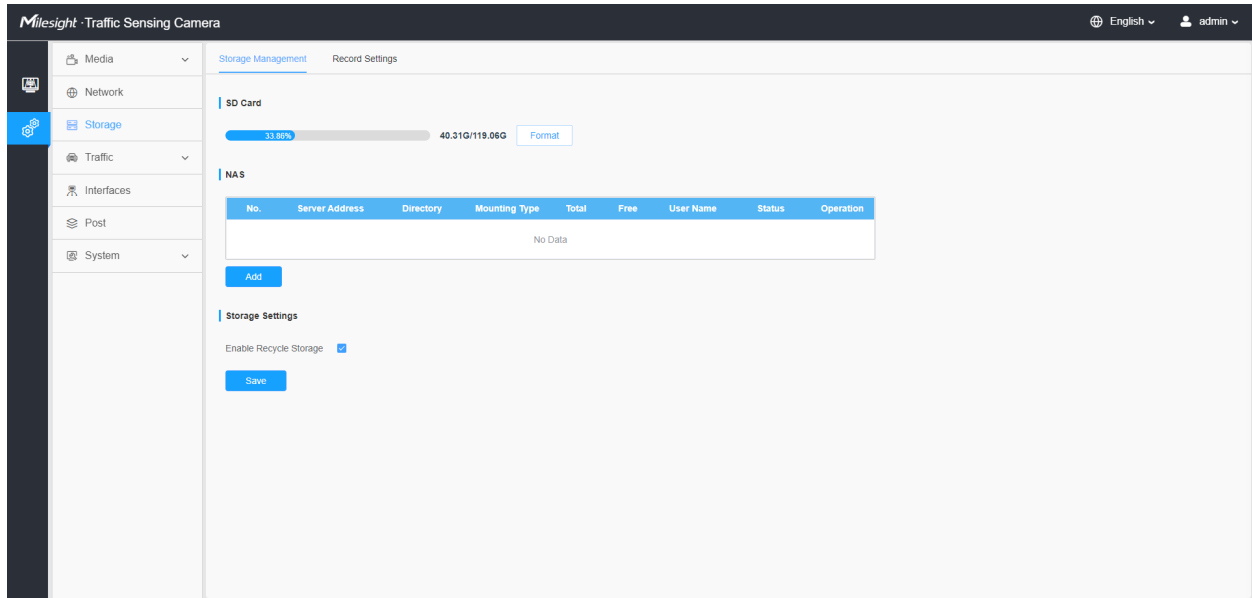 Milesight · Traffic Sensing Camera
English
admin
Media
Network
Storage
Traffic
Interfaces
Post
System
Storage Management Record Settings
SD Card
33.86% 40.31G/119.06G Format
NAS
No. Server Address Directory Mounting Type Total Free User Name Status Operation
No Data
Add
Storage Settings
Enable Recycle Storage
Save